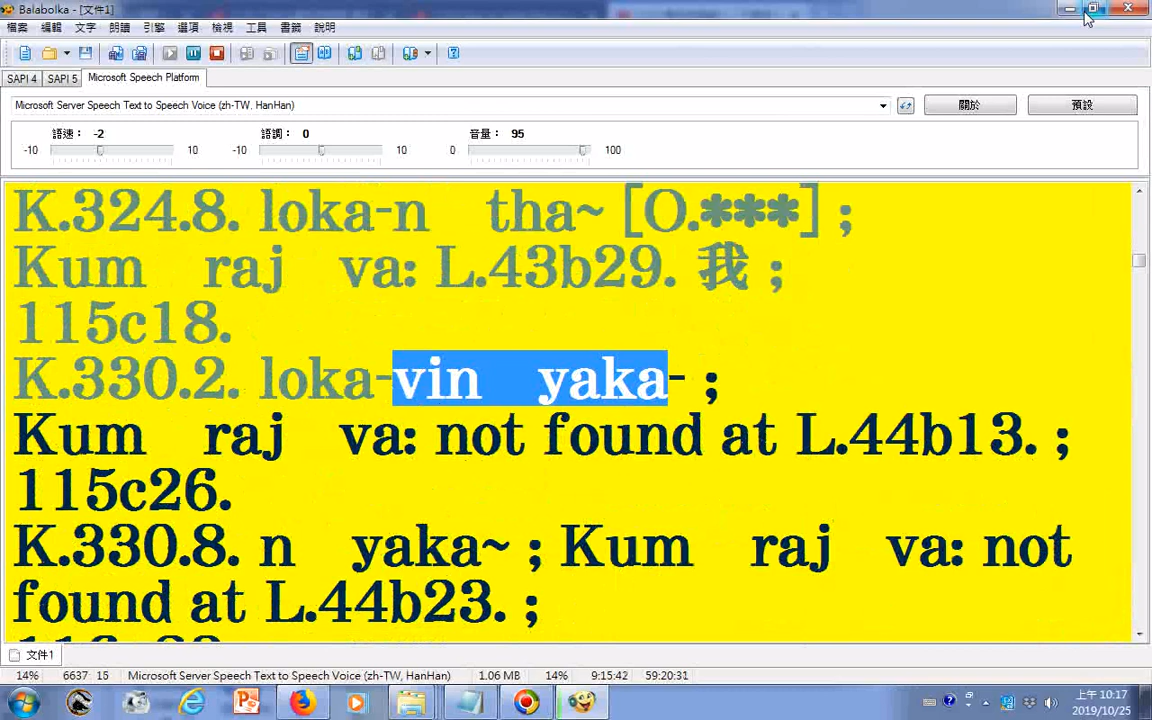 Balabolka - [文件1]
檔案 編輯 文字 朗讀 引擎 選項 檢視 工具 書籤 說明
SAPI 4 SAPI 5 Microsoft Speech Platform
Microsoft Server Speech Text to Speech Voice (zh-TW, HanHan) 關於 預設
語速： -2 語調： 0 音量： 95
-10 10 -10 10 0 100
K.324.8. loka-n tha~ [O.***] ;
Kum raj va: L.43b29. 我 ;
115c18.
K.330.2. loka-vin yaka- ;
Kum raj va: not found at L.44b13. ;
115c26.
K.330.8. n yaka~ ; Kum raj va: not
found at L.44b23. ;
文件1
14% 6637 15 Microsoft Server Speech Text to Speech Voice (zh-TW, HanHan) 1.06 MB 14% 9:15:42 59:20:31
上午 10:17
2019/10/25